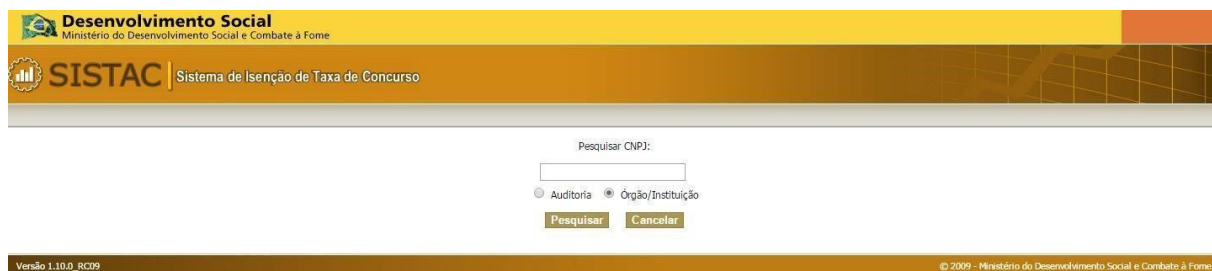 Desenvolvimento Social
Ministério do Desenvolvimento Social e Combate à Fome
SISTAC Sistema de Isenção de Taxa de Concurso
Pesquisar CNPJ:
Auditoria Órgão/Instituição
Pesquisar Cancelar
Versão 1.10.0_RC09 © 2009 - Ministério do Desenvolvimento Social e Combate à Fome